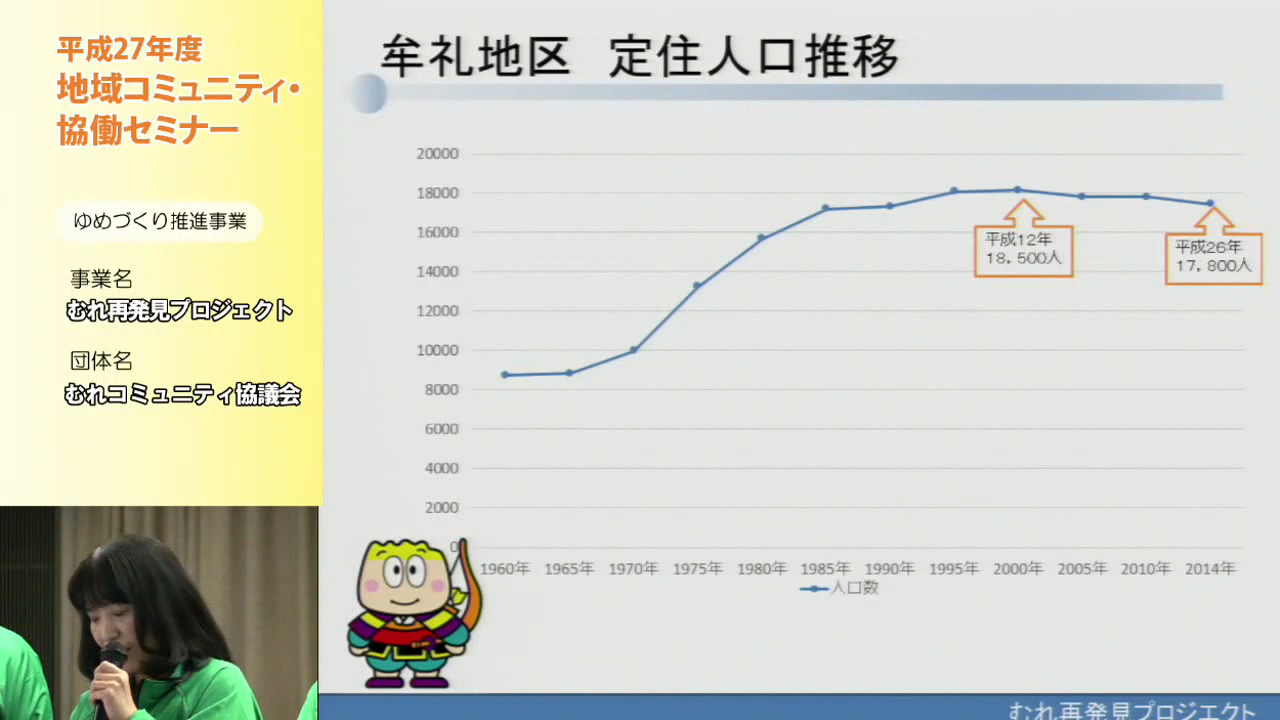 平成27年度
地域コミュニティ・
協働セミナー
ゆめづくり推進事業
事業名
むれ再発見プロジェクト
団体名
むれコミュニティ協議会
牟礼地区 定住人口推移
20000
18000
16000
14000
12000
10000
8000
6000
4000
2000
0
平成12年
18,500人
平成26年
17,800人
1960年 1965年 1970年 1975年 1980年 1985年 1990年 1995年 2000年 2005年 2010年 2014年
人口数
むれ再発見プロジェクト